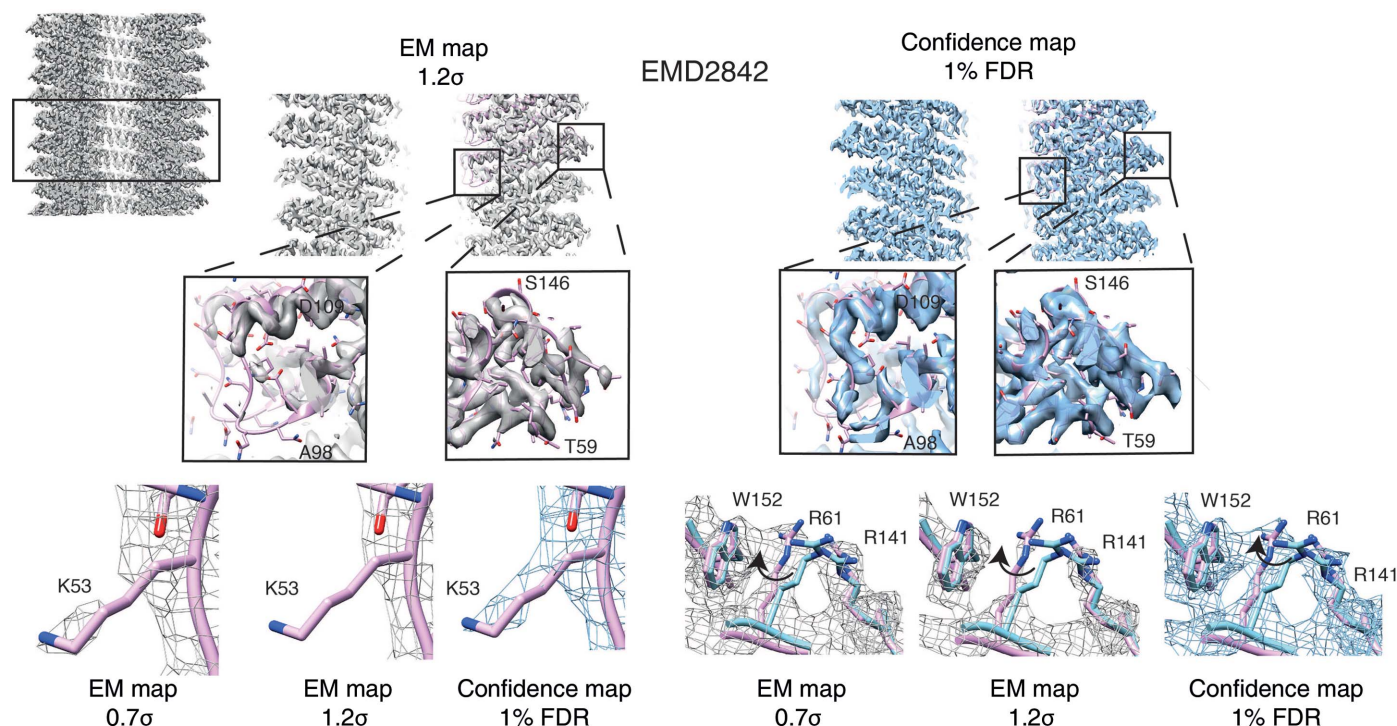 EM map
1.2σ
EMD2842
Confidence map
1% FDR
D109
A98
S146
T59
D109
A98
S146
T59
K53
K53
K53
W152
R61
R141
W152
R61
R141
W152
R61
R141
EM map
0.7σ
EM map
1.2σ
Confidence map
1% FDR
EM map
0.7σ
EM map
1.2σ
Confidence map
1% FDR